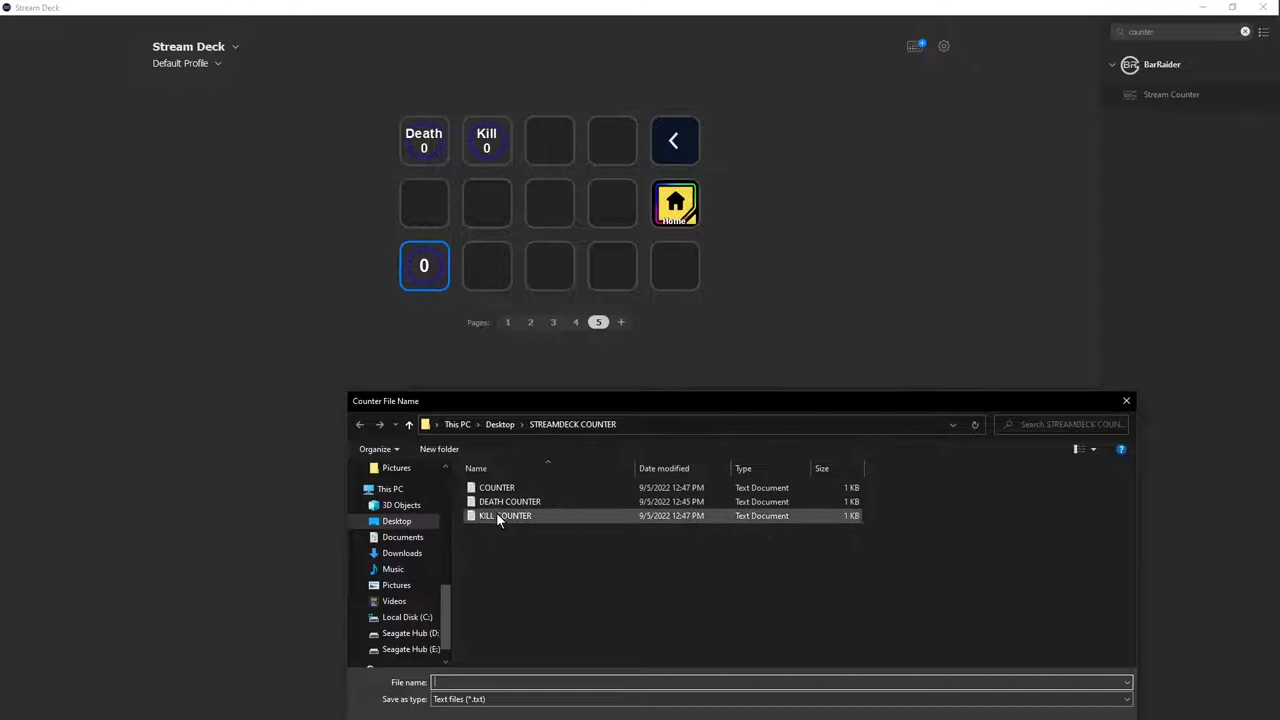 Stream Deck
Stream Deck
Default Profile
counter
BR BarRaider
Stream Counter
Death
0
Kill
0
Home
0
Pages: 1 2 3 4 5 +
Counter File Name
This PC > Desktop > STREAMDECK COUNTER
Search STREAMDECK COUN...
Organize
New folder
Name Date modified Type Size
Pictures
This PC
3D Objects
Desktop
Documents
Downloads
Music
Pictures
Videos
Local Disk (C:)
Seagate Hub (D:
Seagate Hub (E:)
COUNTER 9/5/2022 12:47 PM Text Document 1 KB
DEATH COUNTER 9/5/2022 12:45 PM Text Document 1 KB
KILL COUNTER 9/5/2022 12:47 PM Text Document 1 KB
File name:
Save as type: Text files (*.txt)